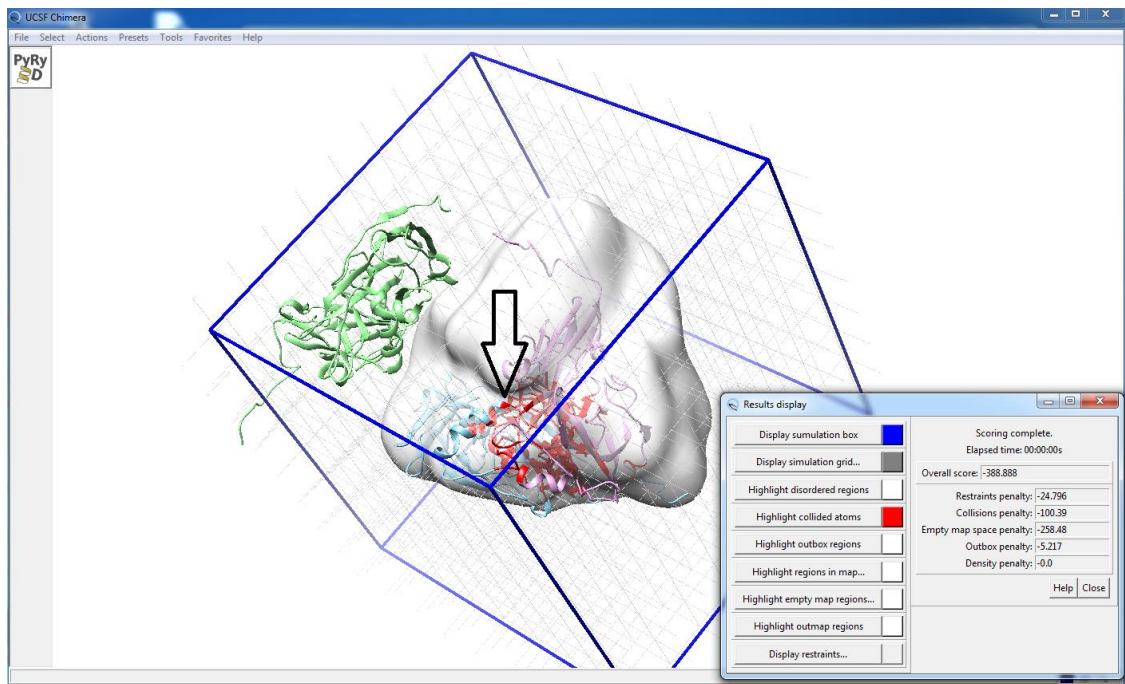 UCSF Chimera
File Select Actions Presets Tools Favorites Help
PyRy
3D
Results display
Display sumulation box
Display simulation grid...
Highlight disordered regions
Highlight collided atoms
Highlight outbox regions
Highlight regions in map...
Highlight empty map regions...
Highlight outmap regions
Display restraints...
Scoring complete.
Elapsed time: 00:00:00s
Overall score: -388.888
Restraints penalty: -24.796
Collisions penalty: -100.39
Empty map space penalty: -258.48
Outbox penalty: -5.217
Density penalty: -0.0
Help Close